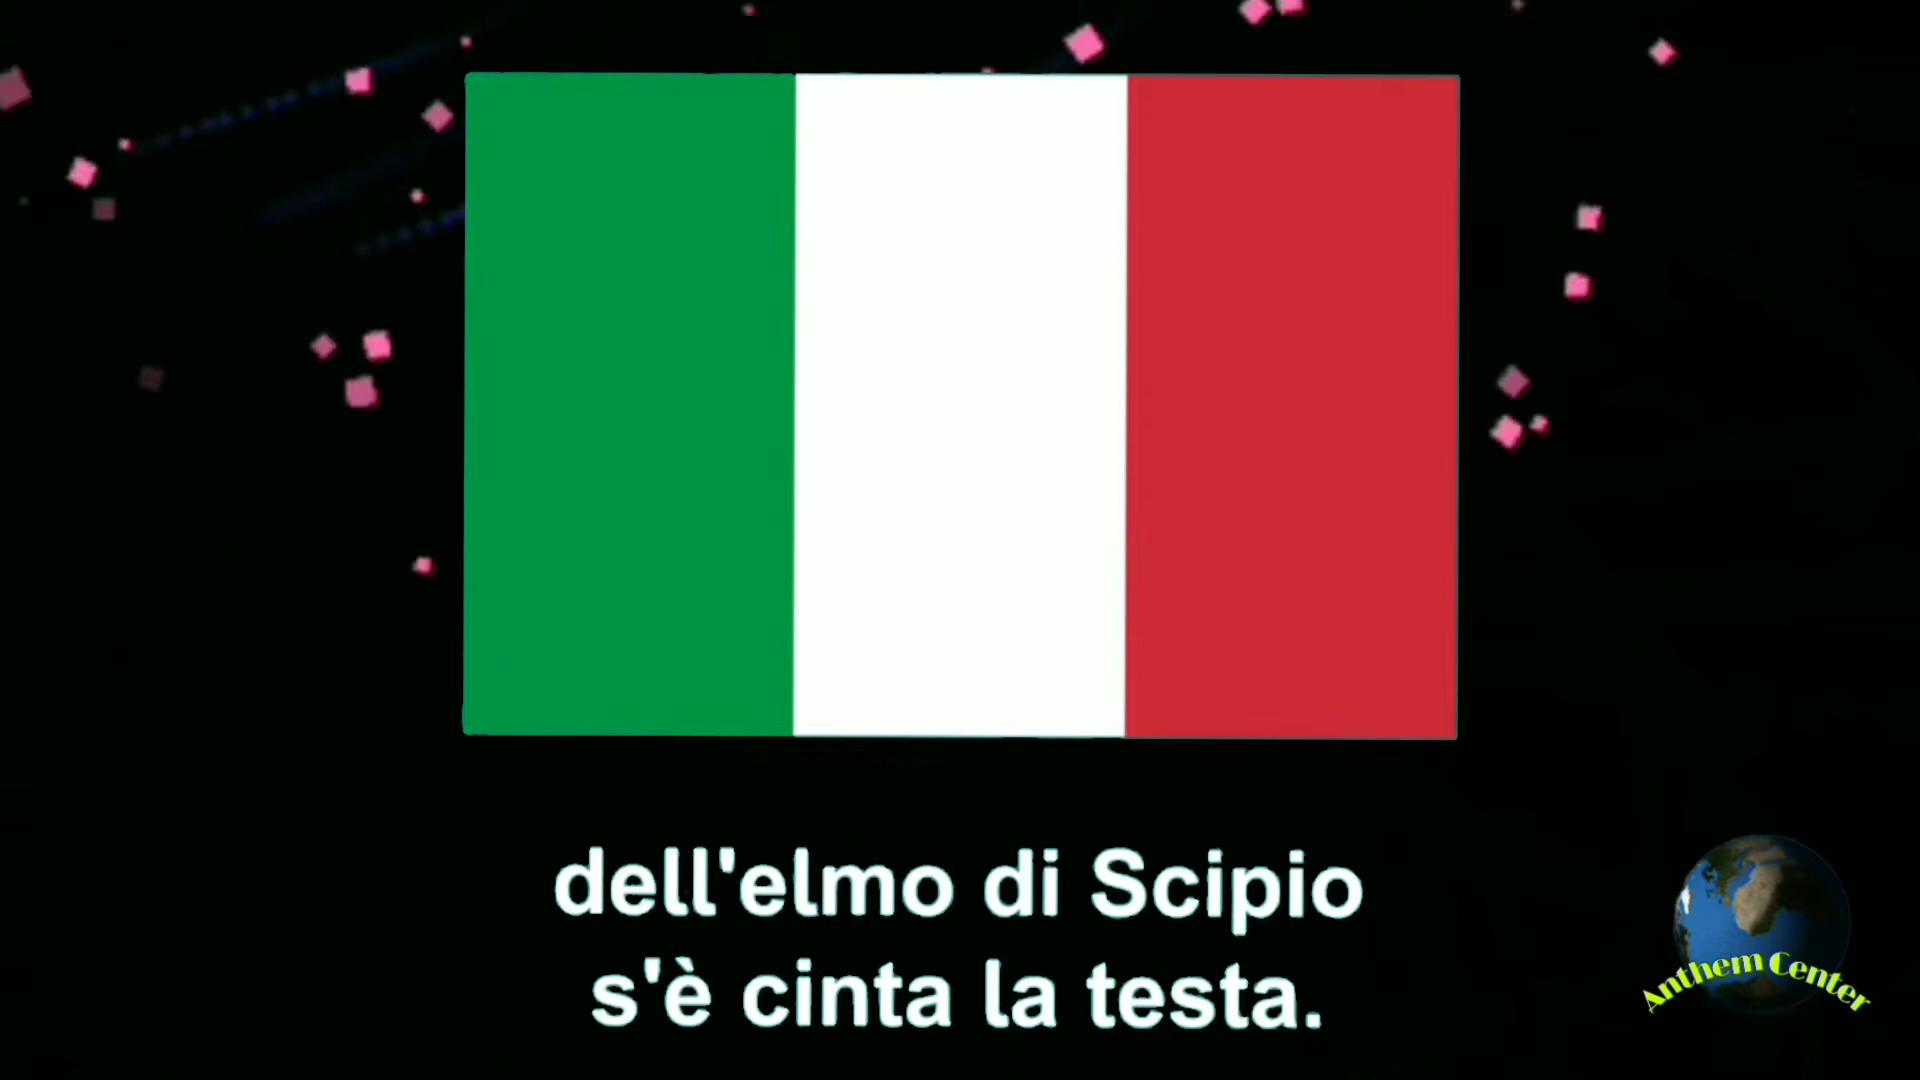 dell'elmo di Scipio
s'è cinta la testa.
Anthem Center